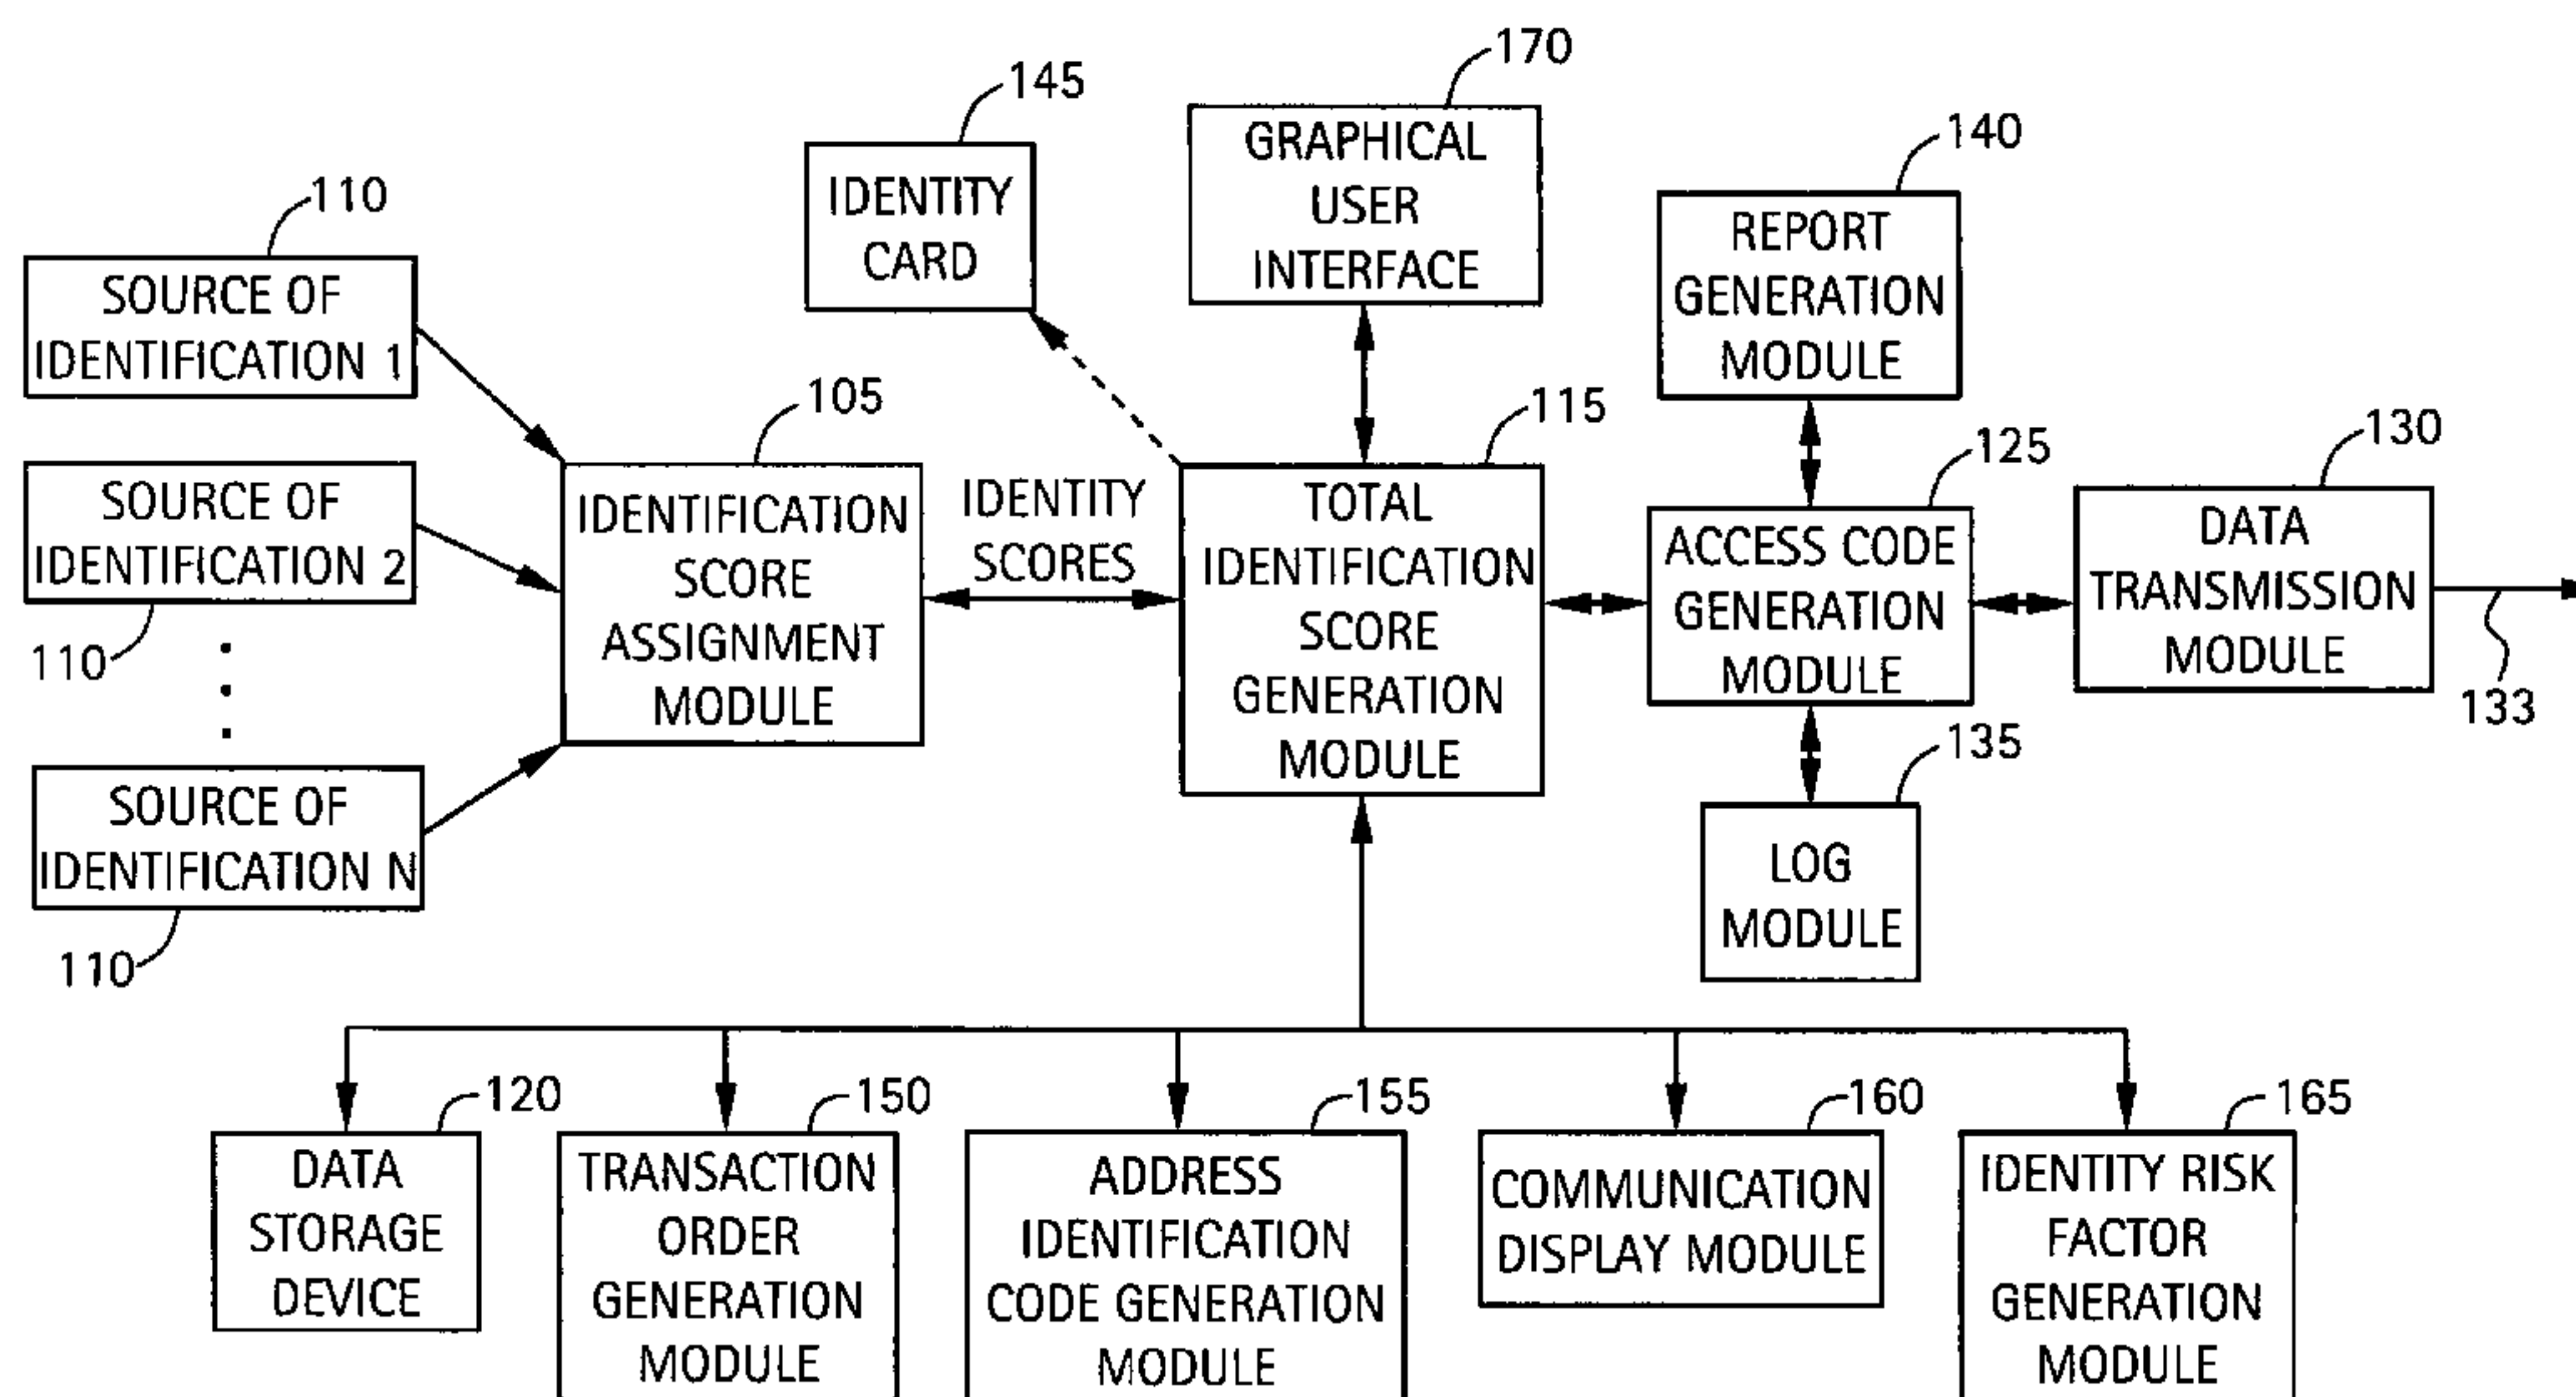 170
145
GRAPHICAL
USER
INTERFACE
140
IDENTITY
CARD
110
REPORT
GENERATION
MODULE
SOURCE OF
IDENTIFICATION 1
105
115
130
125
SOURCE OF
IDENTIFICATION 2
110
IDENTIFICATION
SCORE
ASSIGNMENT
MODULE
IDENTITY
SCORES
TOTAL
IDENTIFICATION
SCORE
GENERATION
MODULE
ACCESS CODE
GENERATION
MODULE
DATA
TRANSMISSION
MODULE
133
135
SOURCE OF
IDENTIFICATION N
110
LOG
MODULE
120
150
155
160
165
DATA
STORAGE
DEVICE
TRANSACTION
ORDER
GENERATION
MODULE
ADDRESS
IDENTIFICATION
CODE GENERATION
MODULE
COMMUNICATION
DISPLAY MODULE
IDENTITY RISK
FACTOR
GENERATION
MODULE